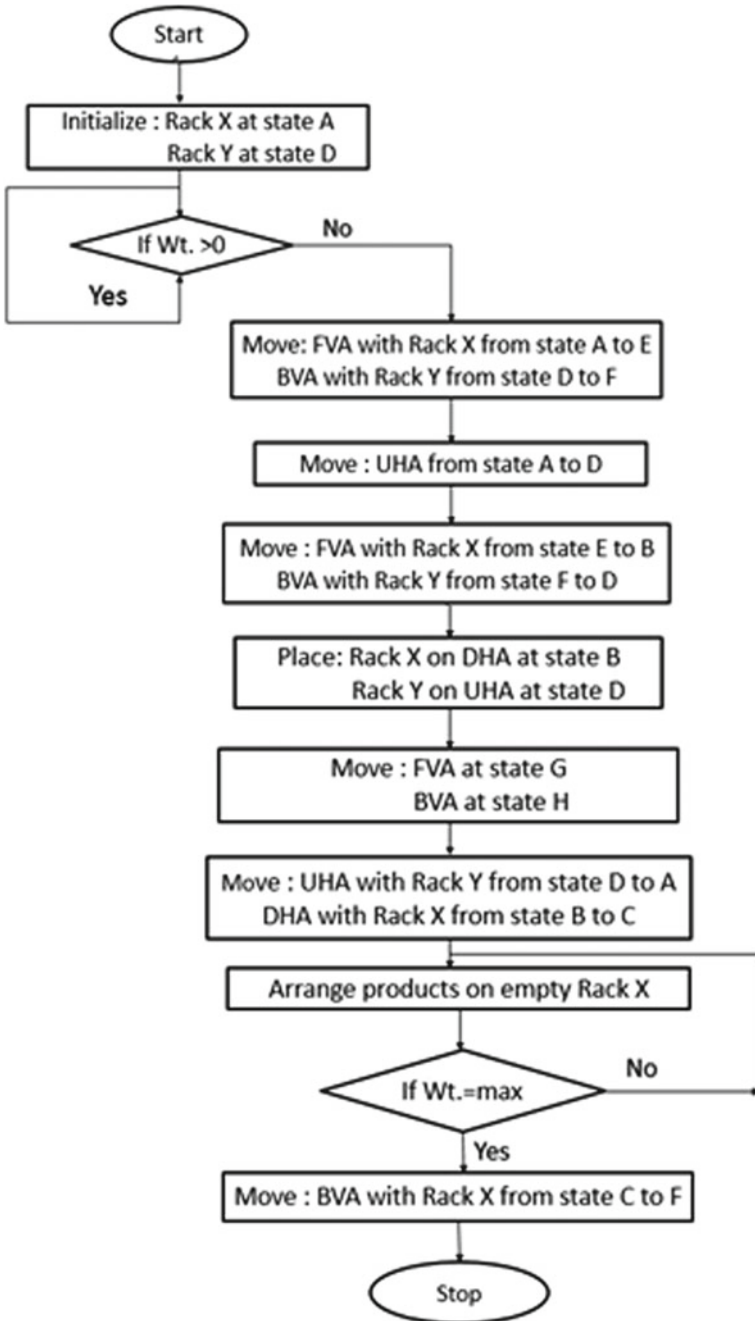 Start
Initialize : Rack X at state A
Rack Y at state D
If Wt. >0
No
Yes
Move: FVA with Rack X from state A to E
BVA with Rack Y from state D to F
Move : UHA from state A to D
Move : FVA with Rack X from state E to B
BVA with Rack Y from state F to D
Place: Rack X on DHA at state B
Rack Y on UHA at state D
Move : FVA at state G
BVA at state H
Move : UHA with Rack Y from state D to A
DHA with Rack X from state B to C
Arrange products on empty Rack X
If Wt.=max
No
Yes
Move : BVA with Rack X from state C to F
Stop